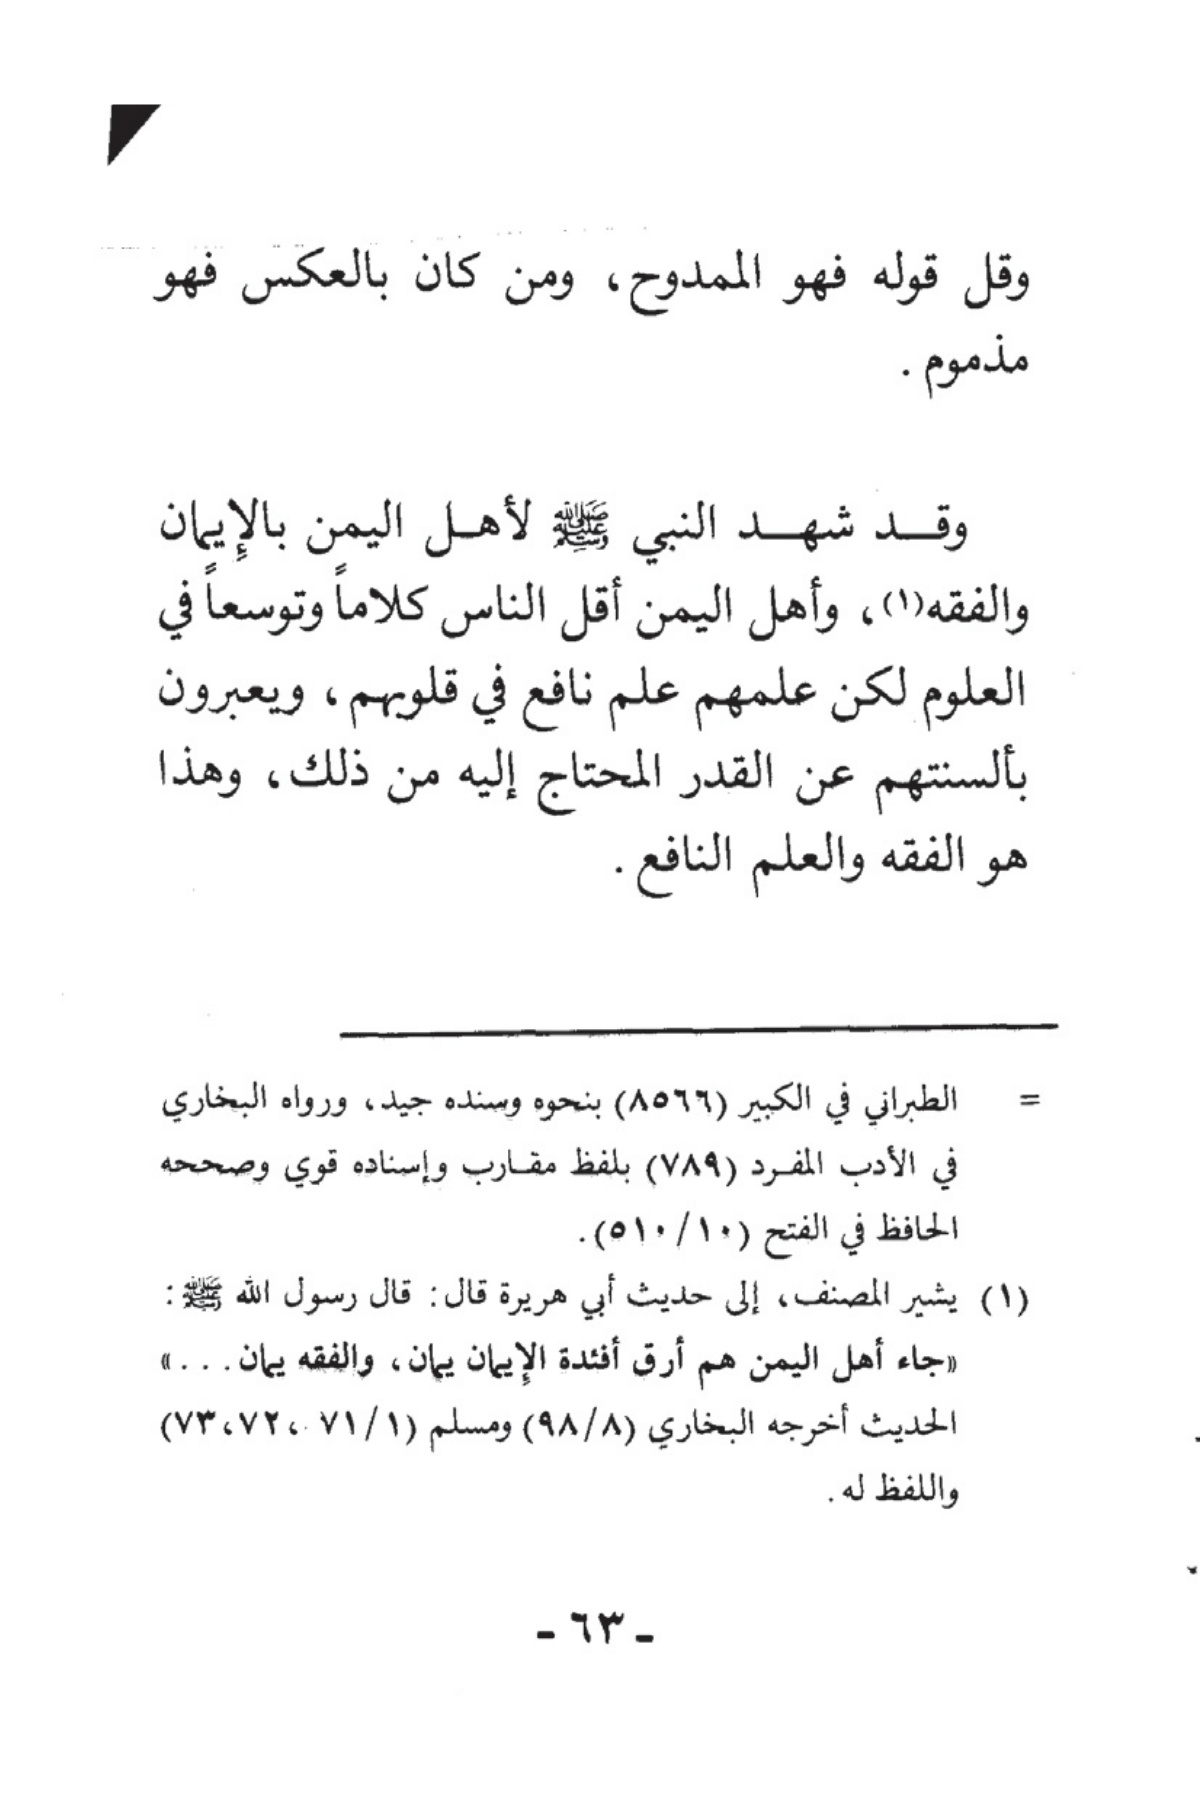 وقل قوله فهو الممدوح، ومن كان بالعكس فهو
مذموم .
وقد شهد النبي ﷺ لأهل اليمن بالإِيمان
والفقه(١)، وأهل اليمن أقل الناس كلاماً وتوسعاً في
العلوم لكن علمهم علم نافع في قلوبهم، ويعبرون
بألسنتهم عن القدر المحتاج إليه من ذلك، وهذا
هو الفقه والعلم النافع .
= الطبراني في الكبير (٨٥٦٦) بنحوه وسنده جيد، ورواه البخاري
في الأدب المفرد (٧٨٩) بلفظ مقارب وإسناده قوي وصححه
الحافظ في الفتح (٥١٠/١٠).
(١) يشير المصنف، إلى حديث أبي هريرة قال: قال رسول الله ﷺ:
«جاء أهل اليمن هم أرق أفئدة الإِيمان يمان، والفقه يمان. . .»
الحديث أخرجه البخاري (٩٨/٨) ومسلم (٧١/١، ٧٣،٧٢)
واللفظ له .
- ٦٣ -